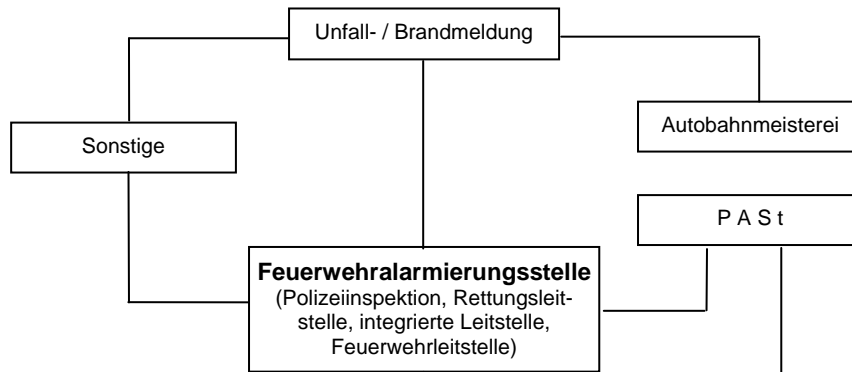 Unfall- / Brandmeldung
Sonstige
Autobahnmeisterei
P A S t
Feuerwehralarmierungsstelle
(Polizeiinspektion, Rettungsleit-
stelle, integrierte Leitstelle,
Feuerwehrleitstelle)